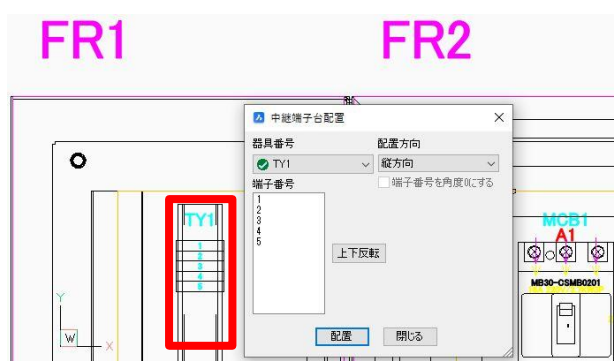 FR1
FR2
中継端子台配置
器具番号
配置方向
TY1
縦方向
端子番号
端子番号を角度0にする
1
2
3
4
5
上下反転
配置
閉じる
TY1
1
2
3
4
5
MCB1
A1
MB30-CSMB0201
Y
W
X